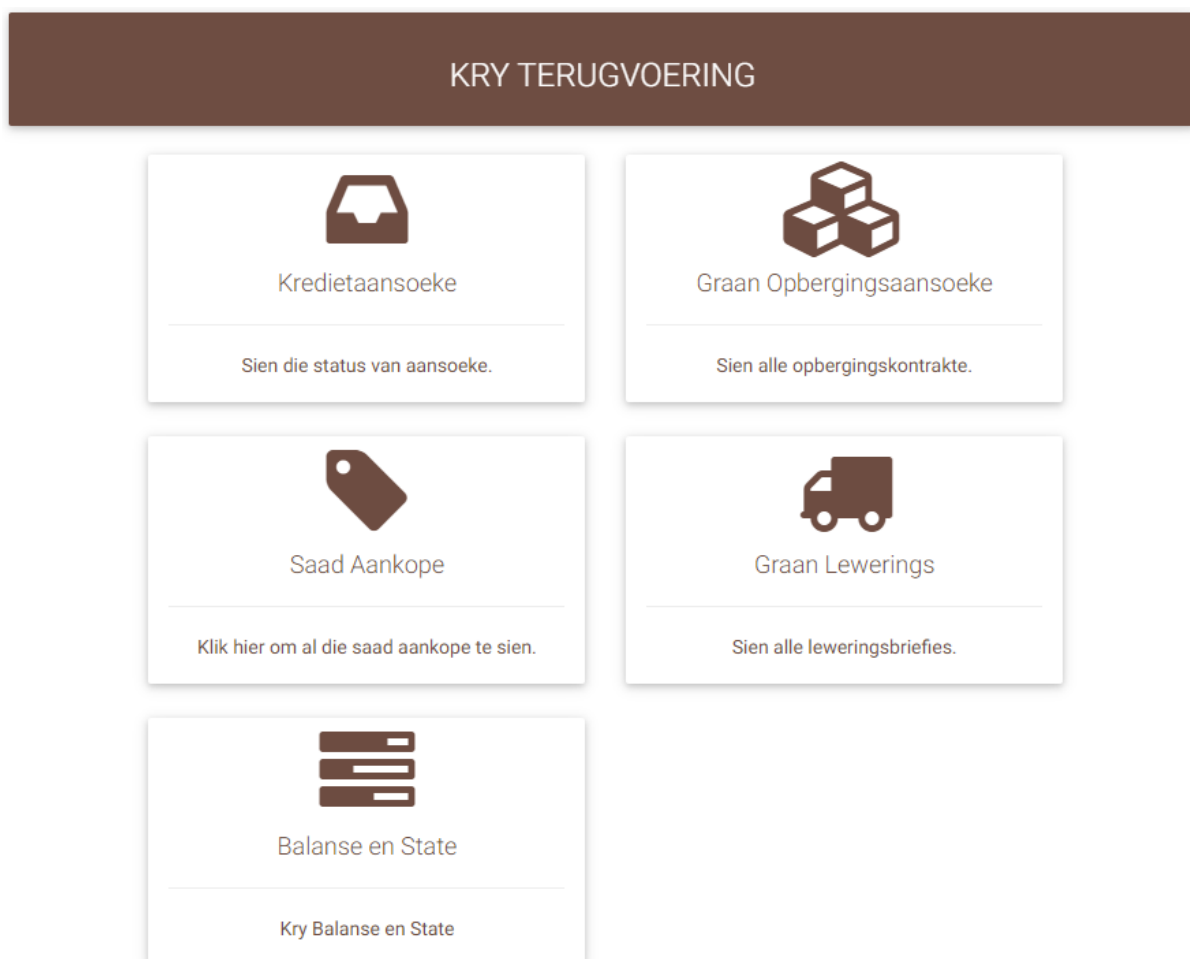 KRY TERUGVOERING
Kredietaansoeke
Sien die status van aansoeke.
Graan Opbergingsaansoeke
Sien alle opbergingskontrakte.
Saad Aankope
Klik hier om al die saad aankope te sien.
Graan Lewerings
Sien alle leweringsbriefies.
Balanse en State
Kry Balanse en State